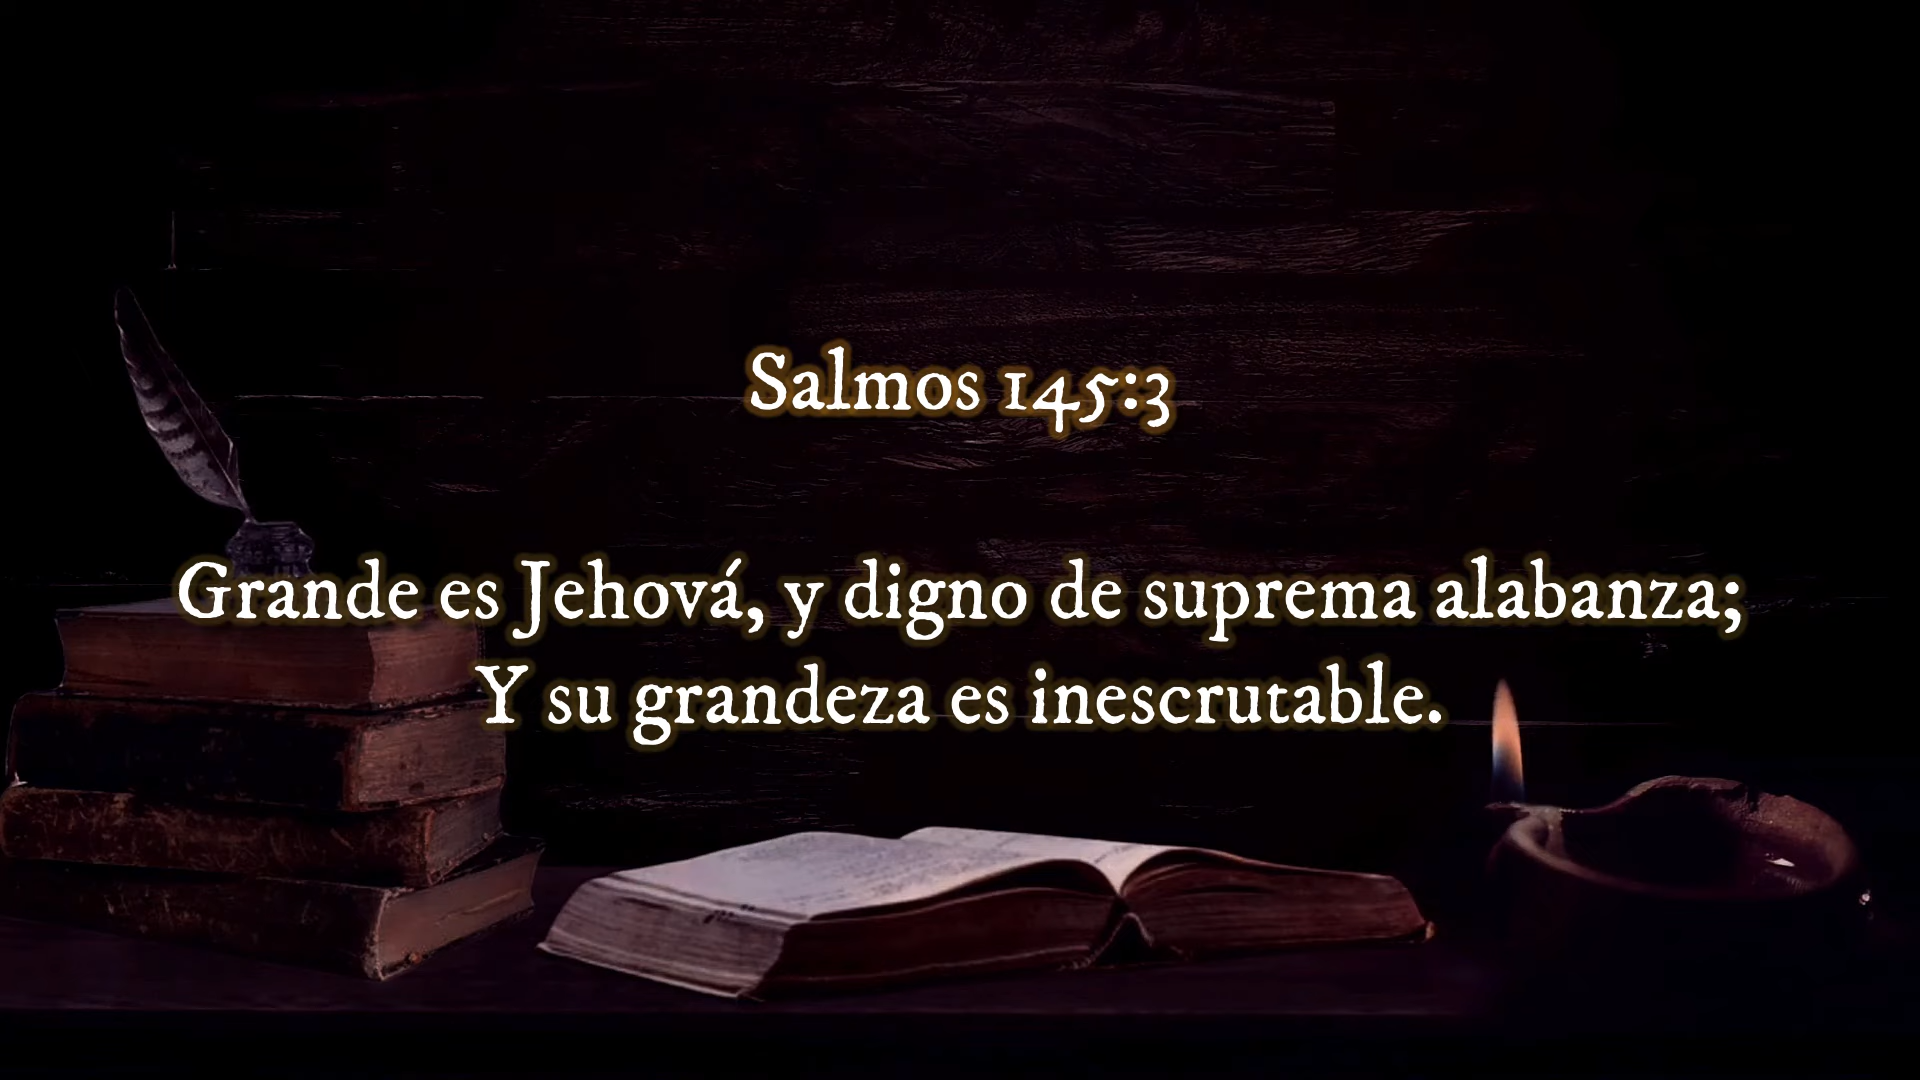 Salmos 145:3
Grande es Jehová, y digno de suprema alabanza;
Y su grandeza es inescrutable.